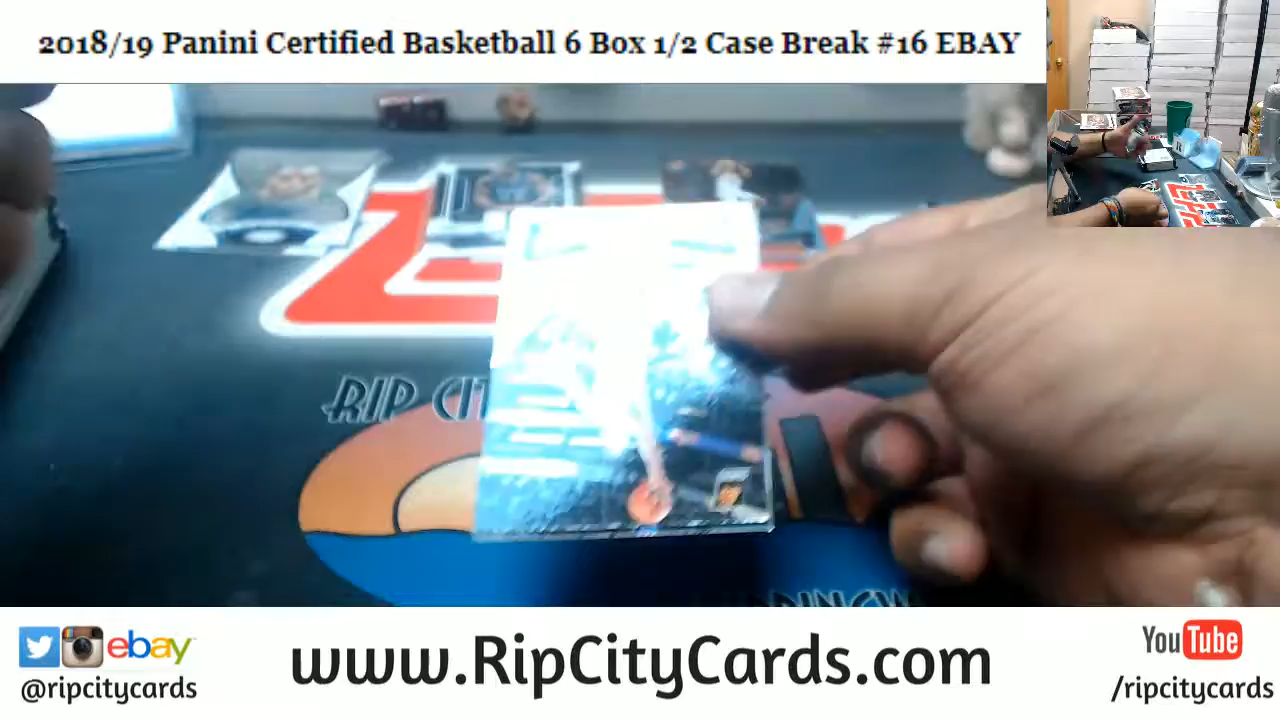 2018/19 Panini Certified Basketball 6 Box 1/2 Case Break #16 EBAY
RIP CIT
ebay
@ripcitycards
www.RipCityCards.com
YouTube
/ripcitycards